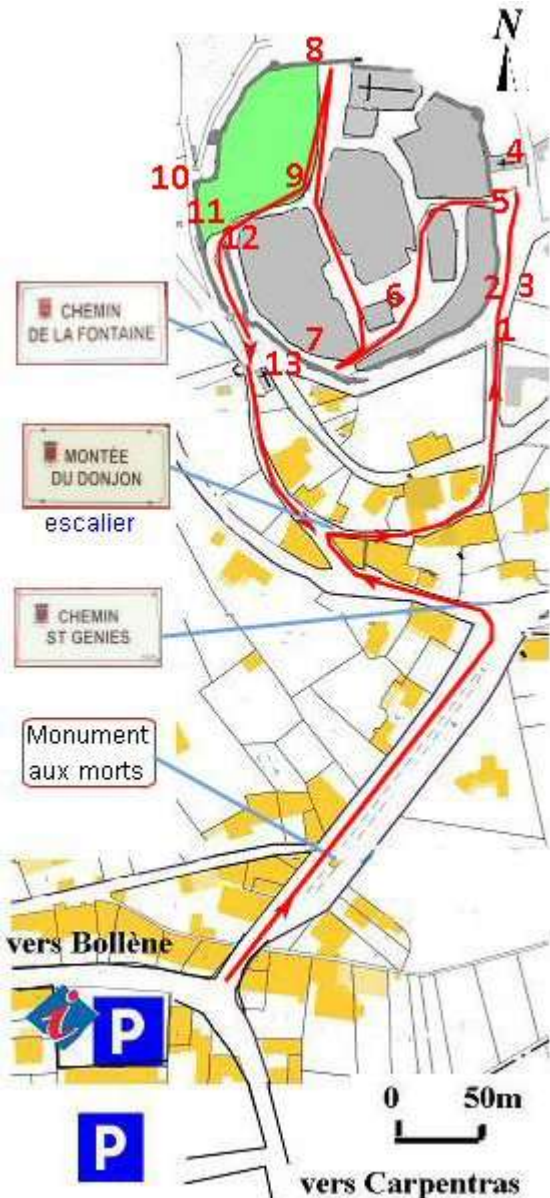 N
8
4
9
10
5
11
12
2
3
6
CHEMIN
DE LA FONTAINE
7
1
13
MONTÉE
DU DONJON
escalier
CHEMIN
ST GENIES
Monument
aux morts
vers Bollène
i
P
0 50m
P
vers Carpentras